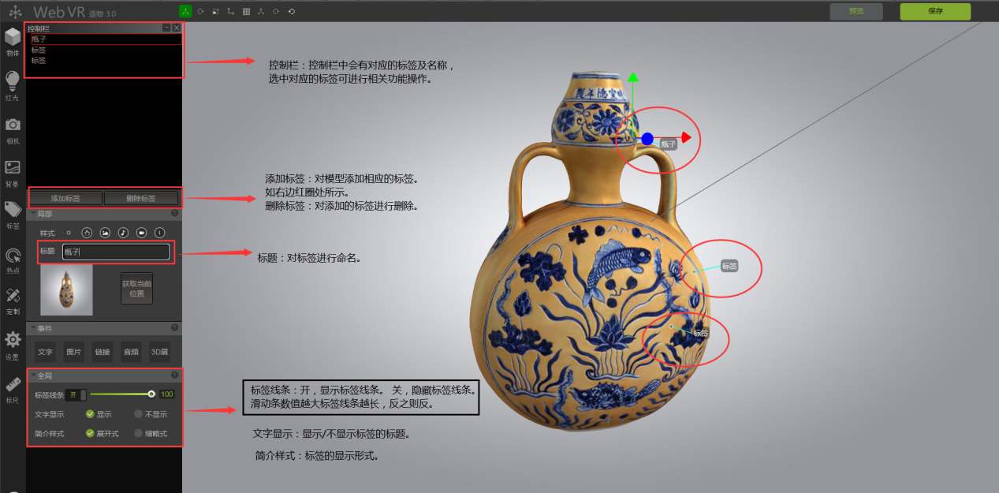 Web VR 造物 3.0
预览
保存
物体
灯光
相机
背景
标签
热点
定制
设置
标尺
控制栏
瓶子
标签
标签
添加标签
删除标签
局部
样式
标题
瓶子
获取当前
位置
事件
文字
图片
链接
音频
3D展
全局
标签线条
开
100
文字显示
显示
不显示
简介样式
展开式
缩略式
控制栏：控制栏中会有对应的标签及名称，
选中对应的标签可进行相关功能操作。
添加标签：对模型添加相应的标签。
如右边红圈处所示。
删除标签：对添加的标签进行删除。
标题：对标签进行命名。
标签线条：开，显示标签线条。 关，隐藏标签线条。
滑动条数值越大标签线条越长，反之则反。
文字显示：显示/不显示标签的标题。
简介样式：标签的显示形式。
製年德宣
瓶子
标签
标签